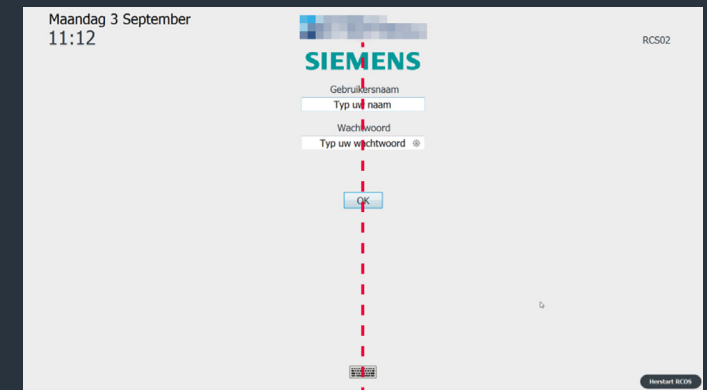 Maandag 3 September
11:12
RCS02
SIEMENS
Gebruikersnaam
Typ uw naam
Wachtwoord
Typ uw wachtwoord
OK
Herstart RCOS